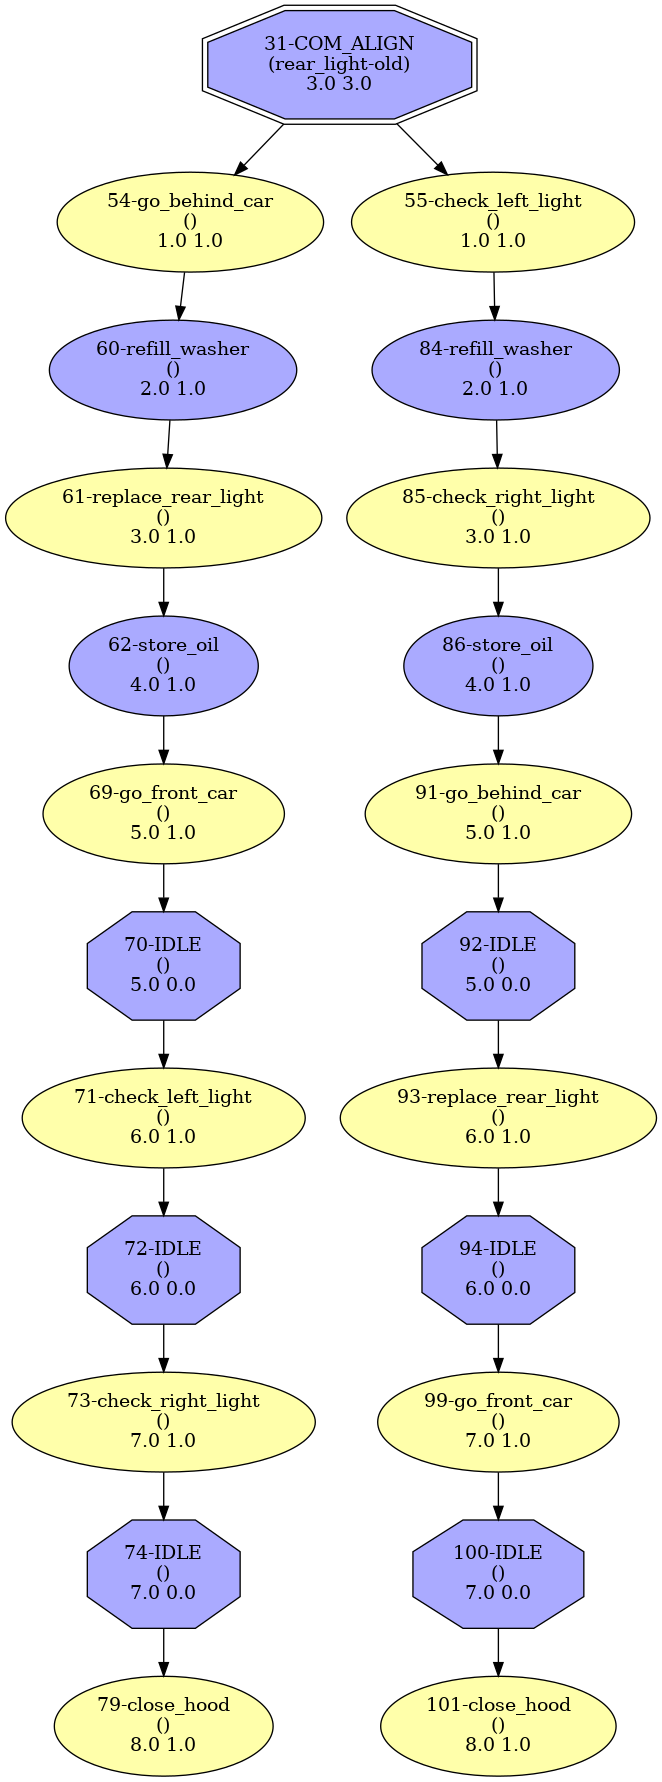 31-COM_ALIGN
(rear_light-old)
3.0 3.0
54-go_behind_car
()
1.0 1.0
55-check_left_light
()
1.0 1.0
60-refill_washer
()
2.0 1.0
84-refill_washer
()
2.0 1.0
61-replace_rear_light
()
3.0 1.0
85-check_right_light
()
3.0 1.0
62-store_oil
()
4.0 1.0
86-store_oil
()
4.0 1.0
69-go_front_car
()
5.0 1.0
91-go_behind_car
()
5.0 1.0
70-IDLE
()
5.0 0.0
92-IDLE
()
5.0 0.0
71-check_left_light
()
6.0 1.0
93-replace_rear_light
()
6.0 1.0
72-IDLE
()
6.0 0.0
94-IDLE
()
6.0 0.0
73-check_right_light
()
7.0 1.0
99-go_front_car
()
7.0 1.0
74-IDLE
()
7.0 0.0
100-IDLE
()
7.0 0.0
79-close_hood
()
8.0 1.0
101-close_hood
()
8.0 1.0